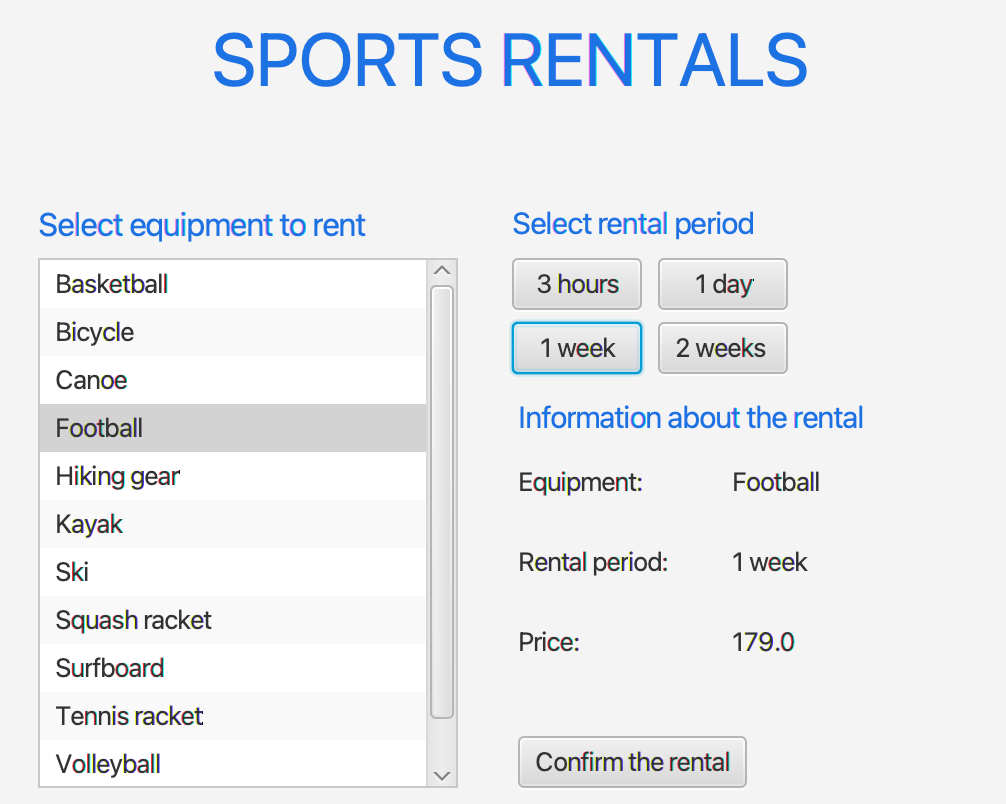 SPORTS RENTALS
Select equipment to rent
Basketball
Bicycle
Canoe
Football
Hiking gear
Kayak
Ski
Squash racket
Surfboard
Tennis racket
Volleyball
Select rental period
3 hours
1 day
1 week
2 weeks
Information about the rental
Equipment: Football
Rental period: 1 week
Price: 179.0
Confirm the rental